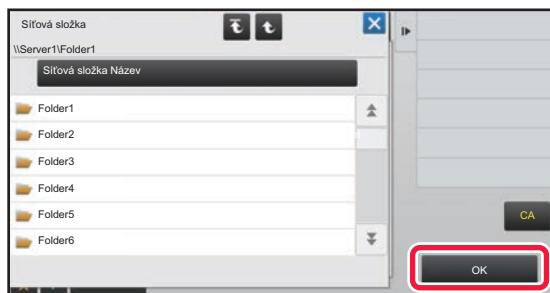 Síťová složka
\\Server1\Folder1
Síťová složka Název
Folder1
Folder2
Folder3
Folder4
Folder5
Folder6
CA
OK